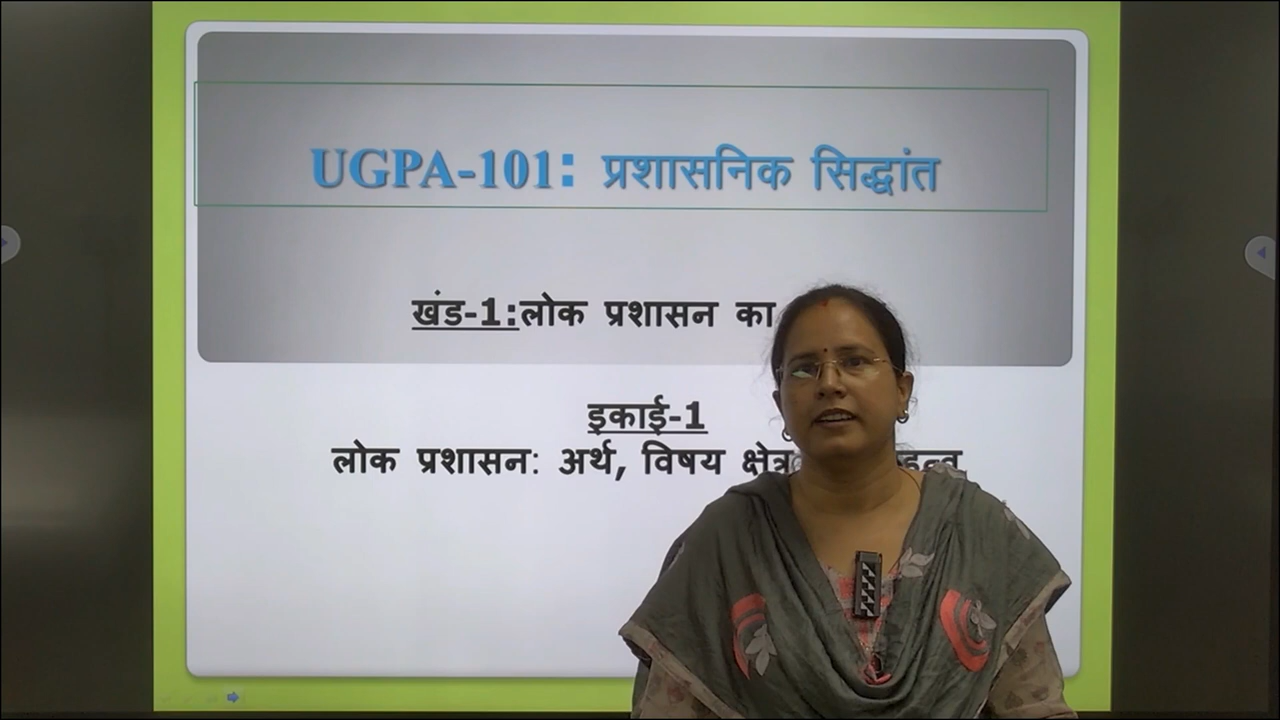 UGPA-101: प्रशासनिक सिद्धांत
खंड-1:लोक प्रशासन का
इकाई-1
लोक प्रशासन: अर्थ, विषय क्षेत्र